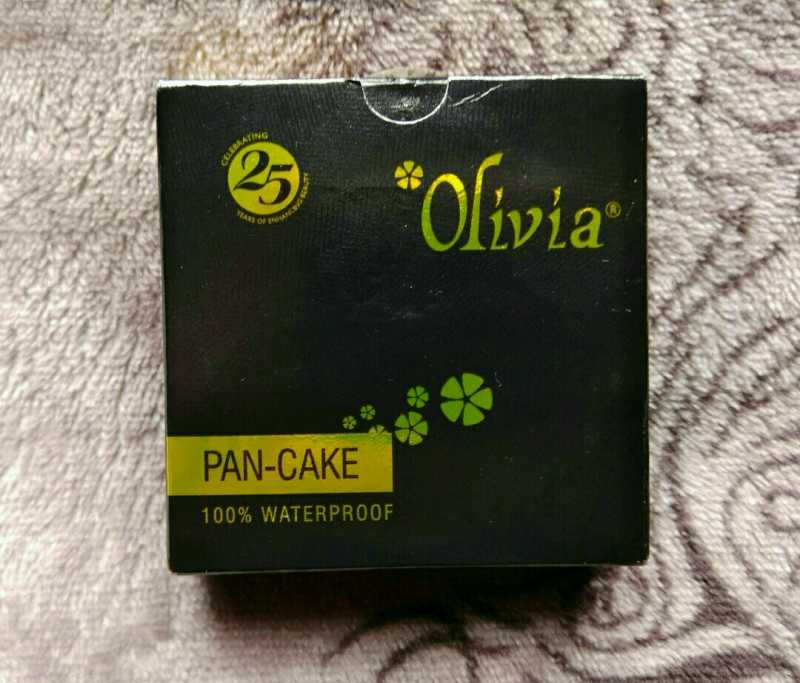 CELEBRATING
25
YEARS OF ENHANCING BEAUTY
Olivia®
PAN-CAKE
100% WATERPROOF